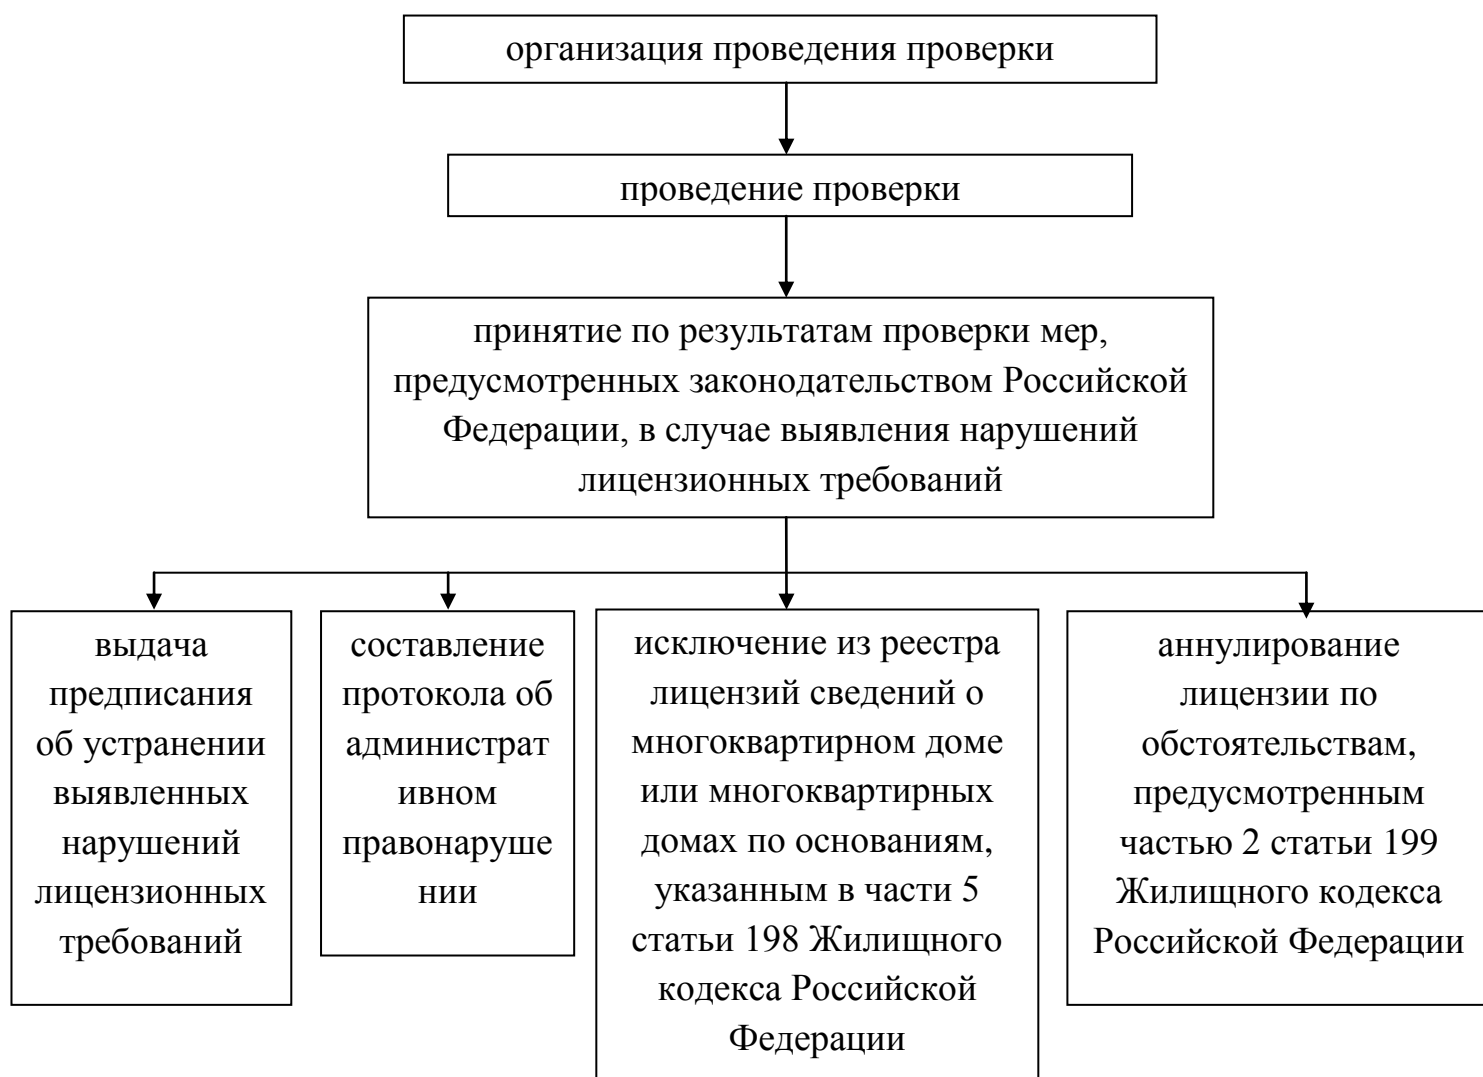 организация проведения проверки
проведение проверки
принятие по результатам проверки мер,
предусмотренных законодательством Российской
Федерации, в случае выявления нарушений
лицензионных требований
выдача
предписания
об устранении
выявленных
нарушений
лицензионных
требований
составление
протокола об
административ
ивном
правонаруше
нии
исключение из реестра
лицензий сведений о
многоквартирном доме
или многоквартирных
домах по основаниям,
указанным в части 5
статьи 198 Жилищного
кодекса Российской
Федерации
аннулирование
лицензии по
обстоятельствам,
предусмотренным
частью 2 статьи 199
Жилищного кодекса
Российской Федерации